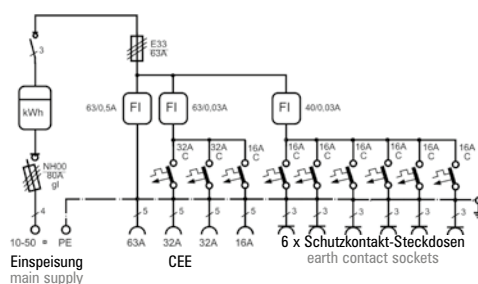 E33
63A
3
kWh
63/0,5A
FI
63/0,03A
FI
40/0,03A
FI
NH00
80A
gl
32A
C
32A
C
16A
C
16A
C
16A
C
16A
C
16A
C
16A
C
16A
C
4
5
5
5
5
3
3
3
3
3
3
10-50 ¤ PE
63A
32A
32A
16A
6 x Schutzkontakt-Steckdosen
earth contact sockets
Einspeisung
main supply
CEE